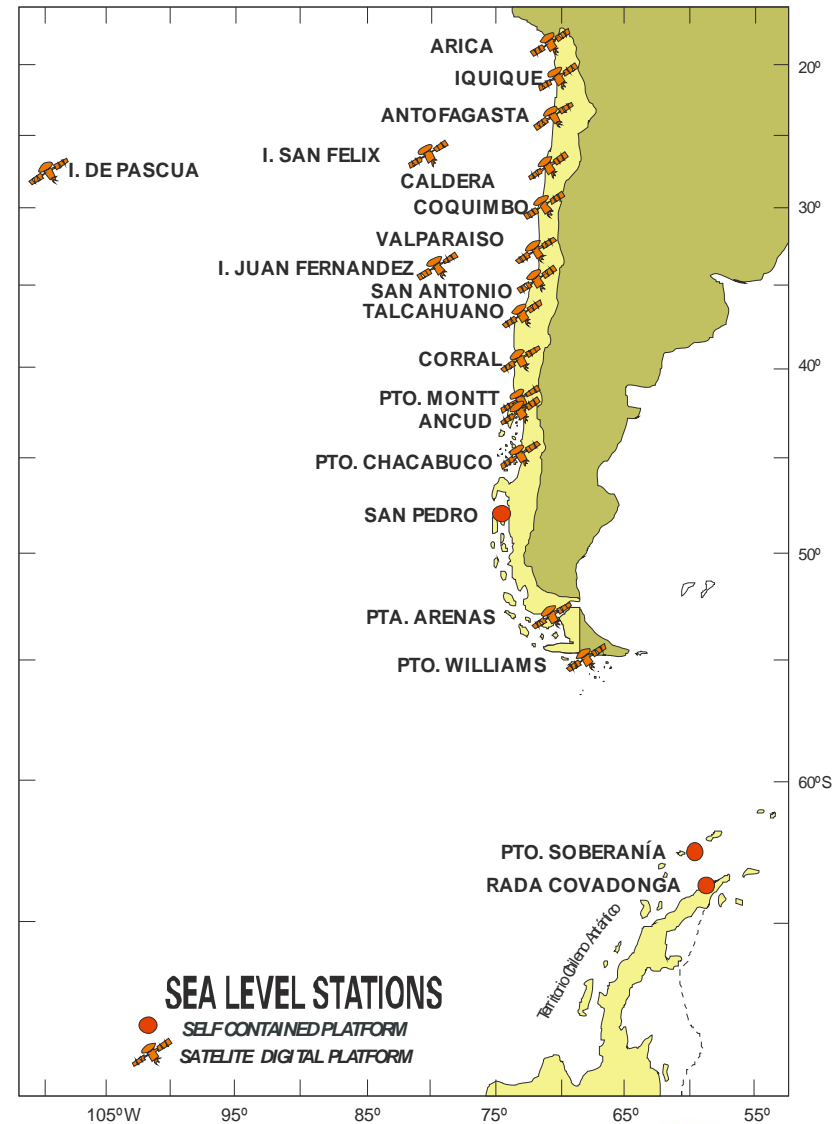 ARICA
20º
IQUIQUE
ANTOFAGASTA
I. SAN FELIX
I. DE PASCUA
CALDERA
COQUIMBO
30º
VALPARAISO
I. JUAN FERNANDEZ
SAN ANTONIO
TALCAHUANO
CORRAL
40º
PTO. MONTT
ANCUD
PTO. CHACABUCO
SAN PEDRO
50º
PTA. ARENAS
PTO. WILLIAMS
60ºS
PTO. SOBERANÍA
RADA COVADONGA
Territorio Chileno Antártico
SEA LEVEL STATIONS
SELF CONTAINED PLATFORM
SATELITE DIGITAL PLATFORM
105ºW 95º 85º 75º 65º 55º